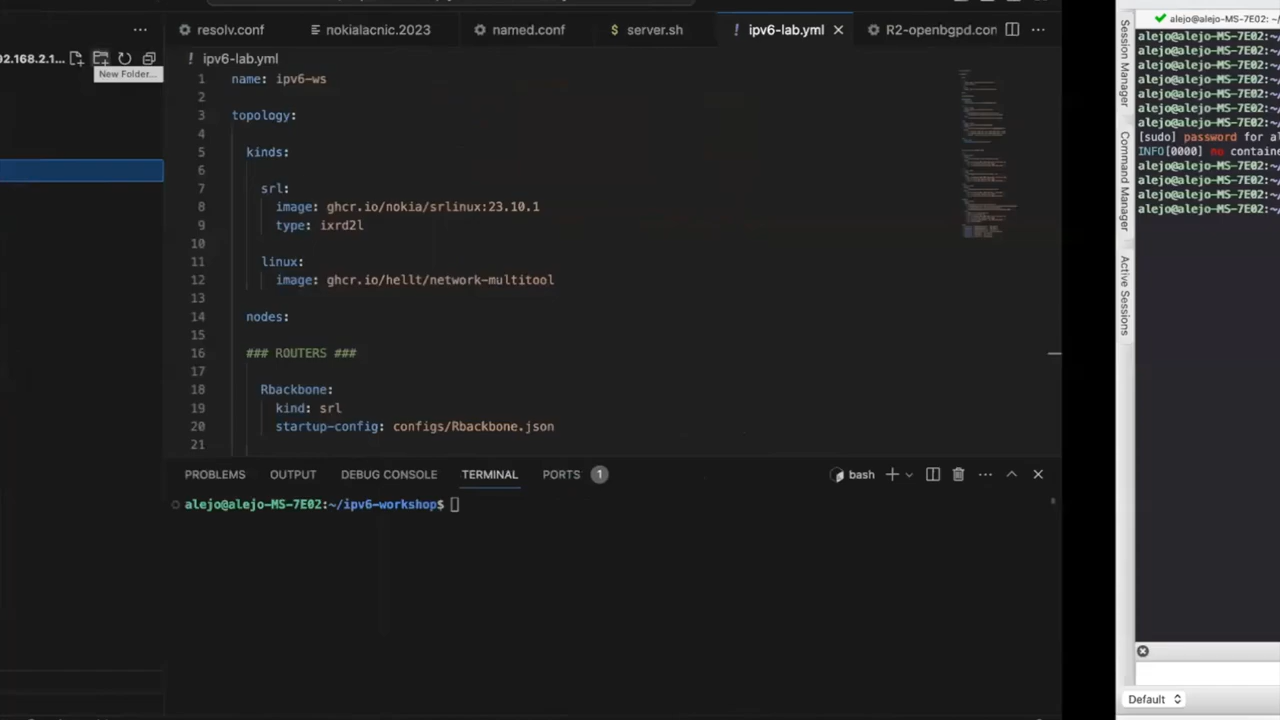 resolv.conf
nokialacnic.2023
named.conf
$ server.sh
! ipv6-lab.yml
R2-openbgpd.con
92.168.2.1...
New Folder...
! ipv6-lab.yml
1 name: ipv6-ws
2
3 topology:
4
5 kinds:
6
7 srl:
8 image: ghcr.io/nokia/srlinux:23.10.1
9 type: ixrd2l
10
11 linux:
12 image: ghcr.io/hellt/network-multitool
13
14 nodes:
15
16 ### ROUTERS ###
17
18 Rbackbone:
19 kind: srl
20 startup-config: configs/Rbackbone.json
21
PROBLEMS
OUTPUT
DEBUG CONSOLE
TERMINAL
PORTS 1
bash
alejo@alejo-MS-7E02:~/ipv6-workshop$
Session Manager
Command Manager
Active Sessions
alejo@alejo-MS-7E02: ~/
alejo@alejo-MS-7E02:~/
alejo@alejo-MS-7E02:~/
alejo@alejo-MS-7E02:~/
alejo@alejo-MS-7E02:~/
alejo@alejo-MS-7E02:~/
alejo@alejo-MS-7E02:~/
alejo@alejo-MS-7E02:~/
[sudo] password for al
INFO[0000] no containe
alejo@alejo-MS-7E02:~/
alejo@alejo-MS-7E02:~/
alejo@alejo-MS-7E02:~/
alejo@alejo-MS-7E02:~/
Default